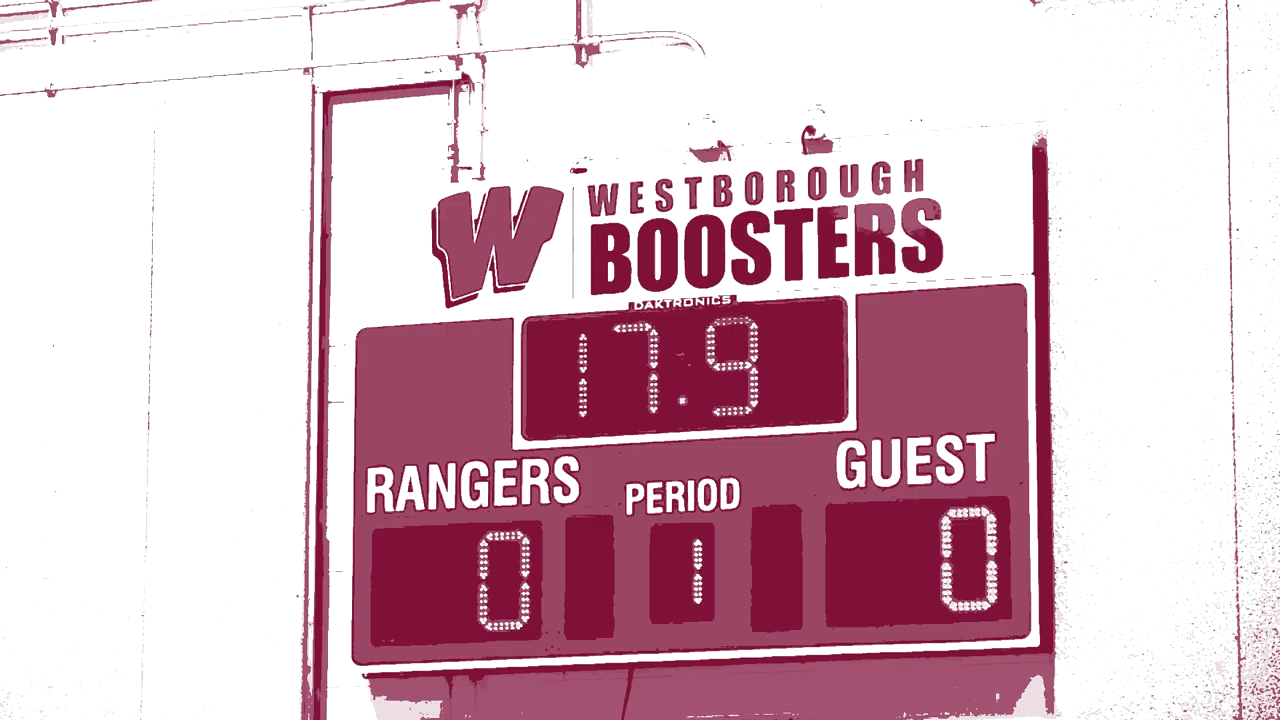 W
WESTBOROUGH
BOOSTERS
DAKTRONICS
17.9
RANGERS PERIOD GUEST
0 1 0